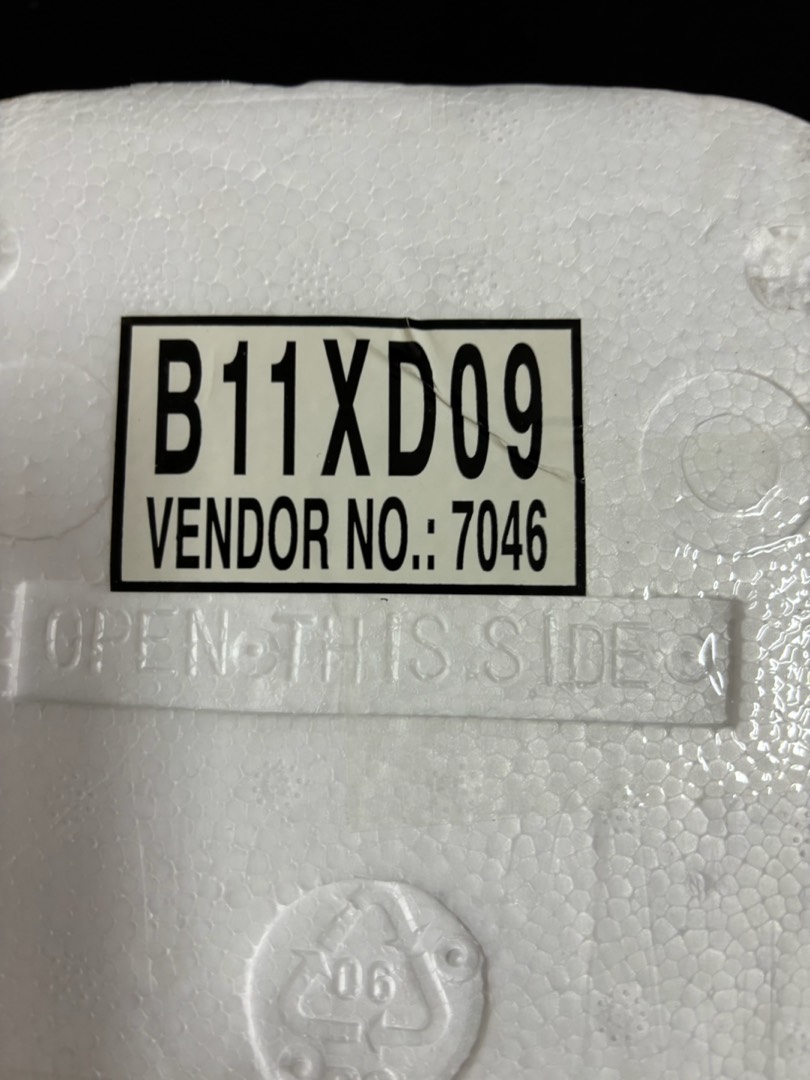 B11XD09
VENDOR NO.: 7046
OPEN THIS SIDE
06